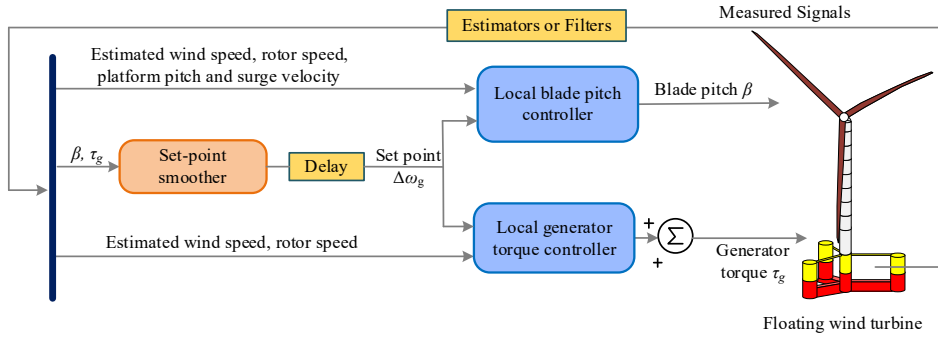 Measured Signals
Estimators or Filters
Estimated wind speed, rotor speed,
platform pitch and surge velocity
Local blade pitch
controller
Blade pitch β
β, τg
Set-point
smoother
Delay
Set point
Δωg
Local generator
torque controller
+
Σ
+
Estimated wind speed, rotor speed
Generator
torque τg
Floating wind turbine